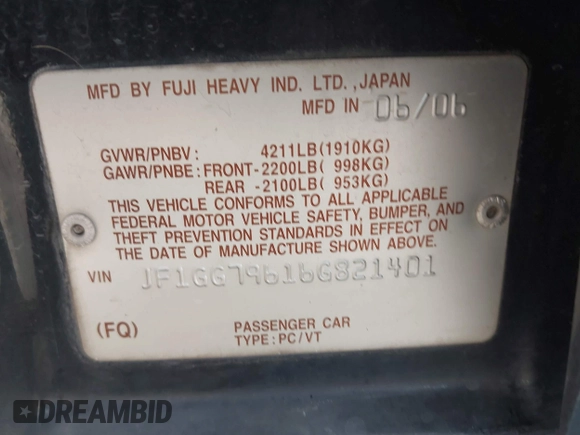 MFD BY FUJI HEAVY IND. LTD.,JAPAN
MFD IN 06/06
GVWR/PNBV: 4211LB(1910KG)
GAWR/PNBE:FRONT-2200LB( 998KG)
REAR -2100LB( 953KG)
THIS VEHICLE CONFORMS TO ALL APPLICABLE
FEDERAL MOTOR VEHICLE SAFETY, BUMPER, AND
THEFT PREVENTION STANDARDS IN EFFECT ON
THE DATE OF MANUFACTURE SHOWN ABOVE.
VIN JF1GG79616G821401
(FQ) PASSENGER CAR
TYPE:PC/VT
DREAMBID